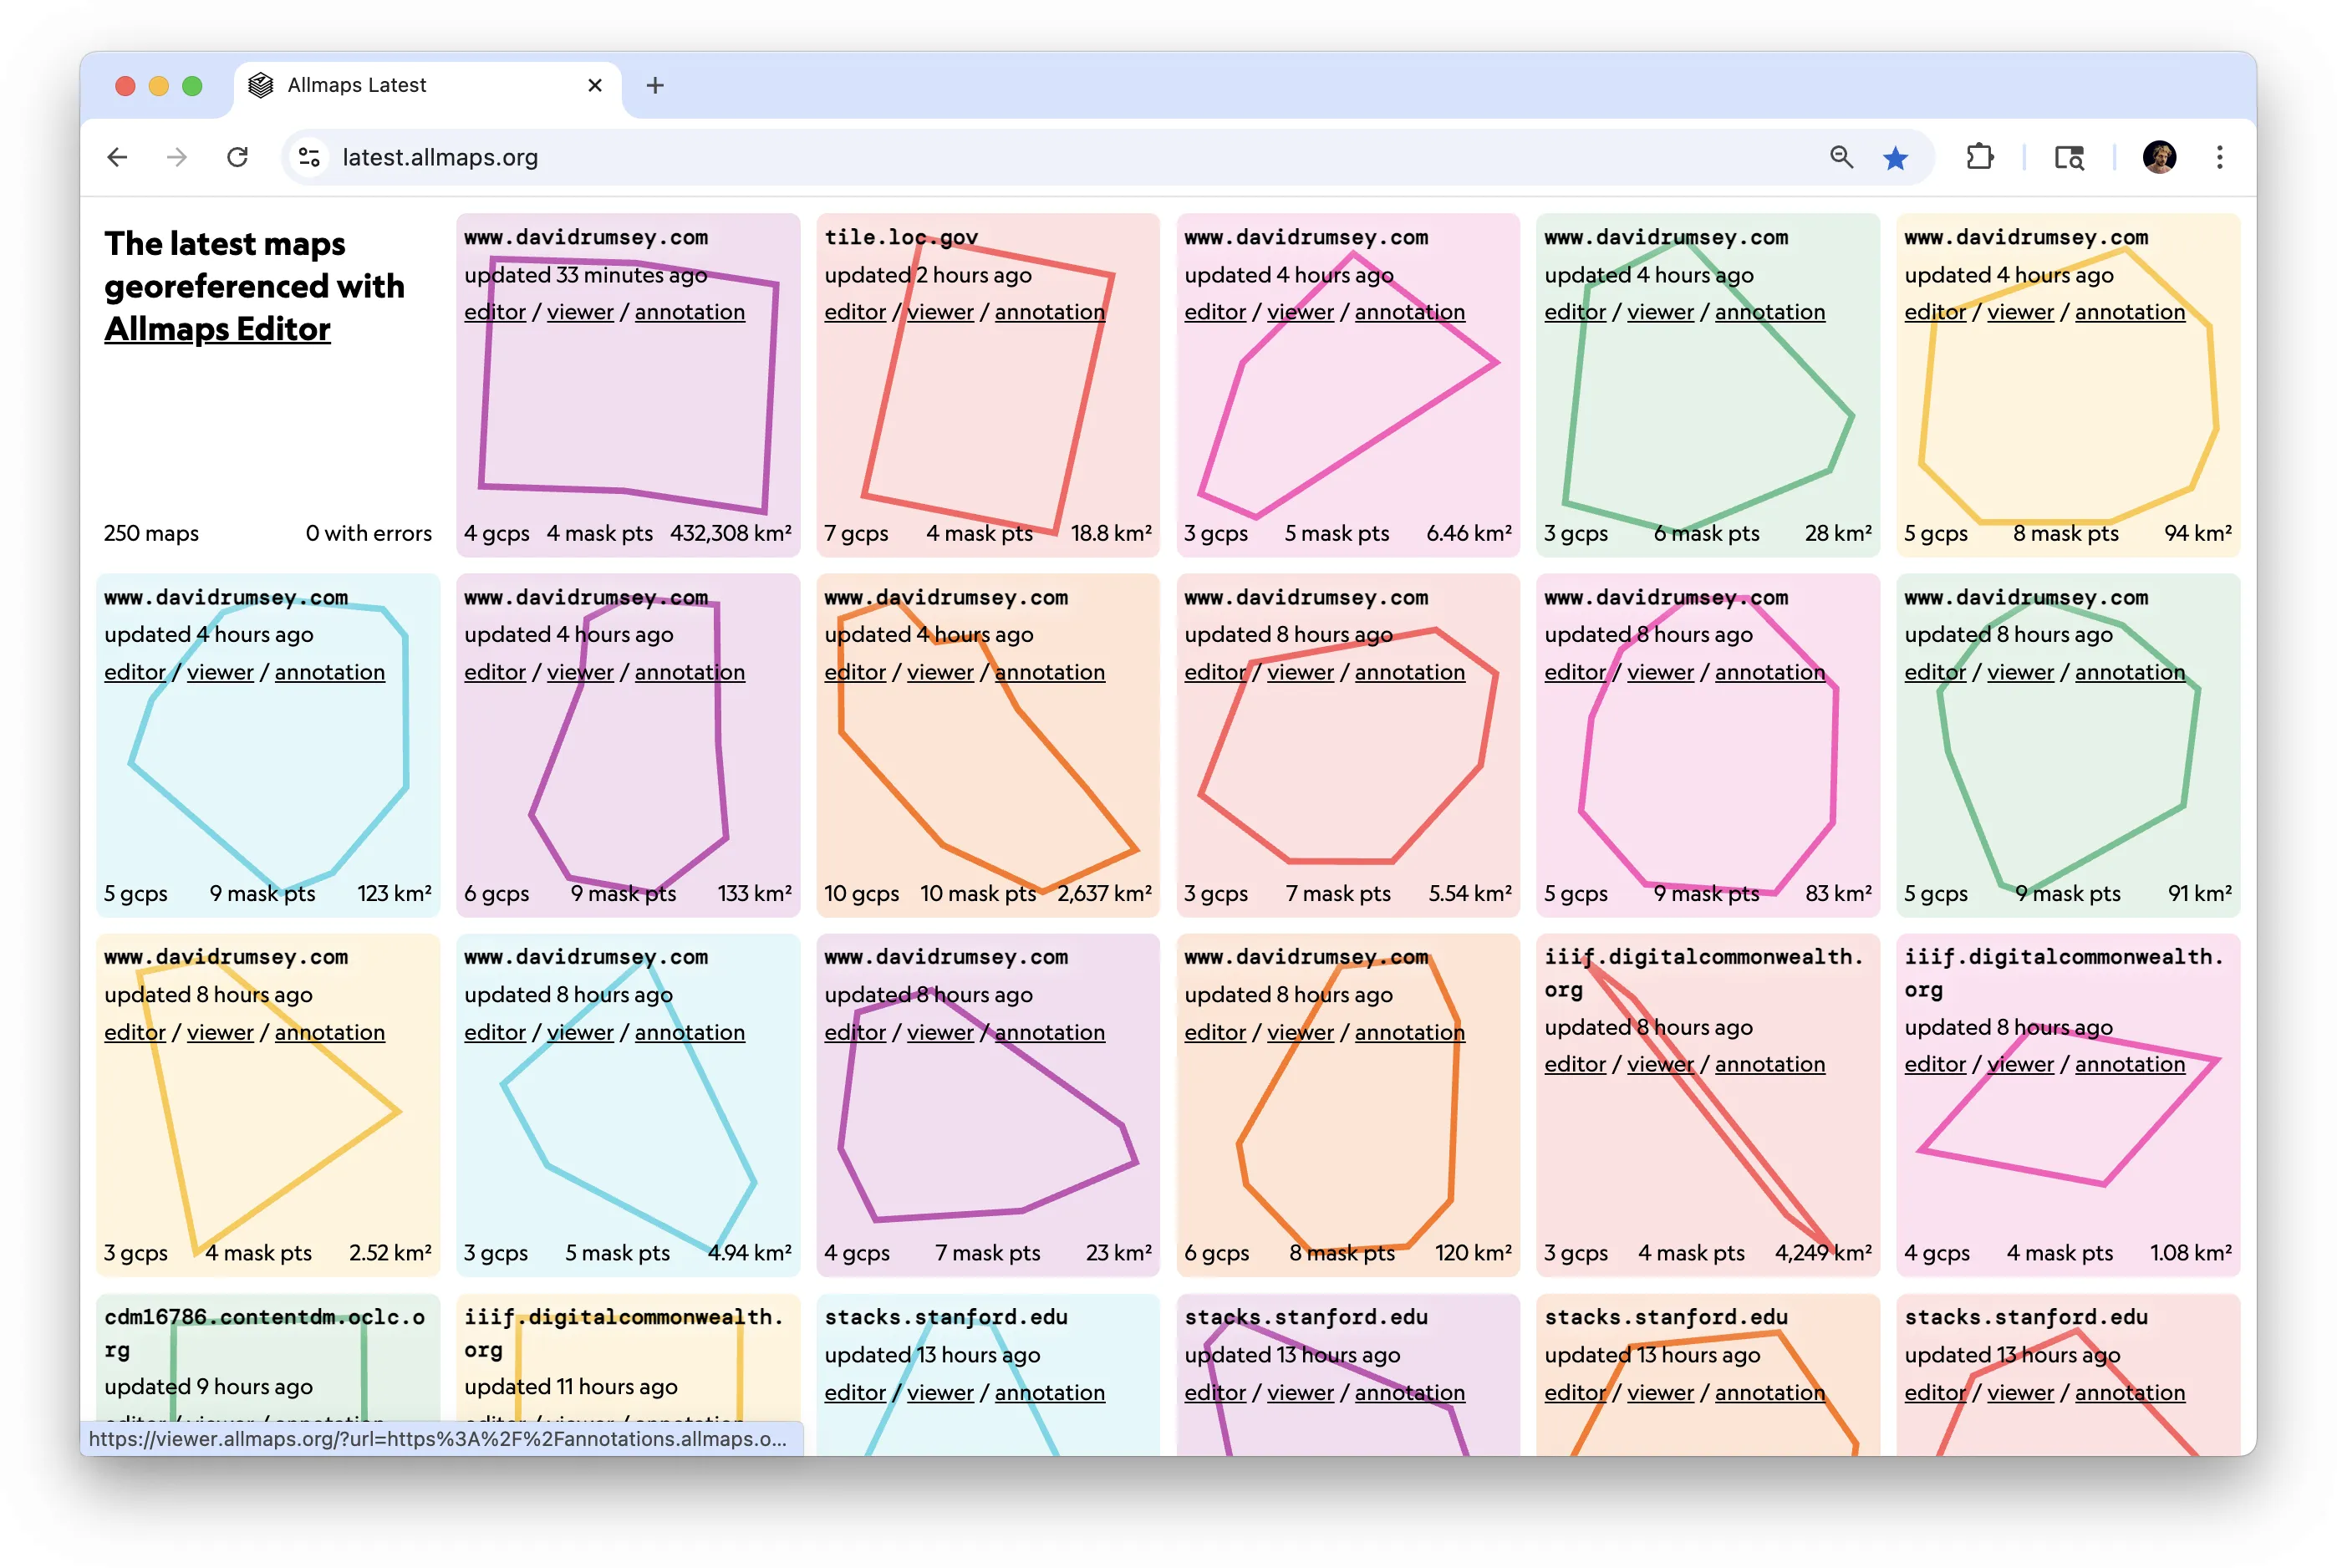 Allmaps Latest
latest.allmaps.org
The latest maps
georeferenced with
Allmaps Editor
250 maps 0 with errors
www.davidrumsey.com
updated 33 minutes ago
editor / viewer / annotation
4 gcps 4 mask pts 432,308 km²
tile.loc.gov
updated 2 hours ago
editor / viewer / annotation
7 gcps 4 mask pts 18.8 km²
www.davidrumsey.com
updated 4 hours ago
editor / viewer / annotation
3 gcps 5 mask pts 6.46 km²
www.davidrumsey.com
updated 4 hours ago
editor / viewer / annotation
3 gcps 6 mask pts 28 km²
www.davidrumsey.com
updated 4 hours ago
editor / viewer / annotation
5 gcps 8 mask pts 94 km²
www.davidrumsey.com
updated 4 hours ago
editor / viewer / annotation
5 gcps 9 mask pts 123 km²
www.davidrumsey.com
updated 4 hours ago
editor / viewer / annotation
6 gcps 9 mask pts 133 km²
www.davidrumsey.com
updated 4 hours ago
editor / viewer / annotation
10 gcps 10 mask pts 2,637 km²
www.davidrumsey.com
updated 8 hours ago
editor / viewer / annotation
3 gcps 7 mask pts 5.54 km²
www.davidrumsey.com
updated 8 hours ago
editor / viewer / annotation
5 gcps 9 mask pts 83 km²
www.davidrumsey.com
updated 8 hours ago
editor / viewer / annotation
5 gcps 9 mask pts 91 km²
www.davidrumsey.com
updated 8 hours ago
editor / viewer / annotation
3 gcps 4 mask pts 2.52 km²
www.davidrumsey.com
updated 8 hours ago
editor / viewer / annotation
3 gcps 5 mask pts 4.94 km²
www.davidrumsey.com
updated 8 hours ago
editor / viewer / annotation
4 gcps 7 mask pts 23 km²
www.davidrumsey.com
updated 8 hours ago
editor / viewer / annotation
6 gcps 8 mask pts 120 km²
iiif.digitalcommonwealth.
org
updated 8 hours ago
editor / viewer / annotation
3 gcps 4 mask pts 4,249 km²
iiif.digitalcommonwealth.
org
updated 8 hours ago
editor / viewer / annotation
4 gcps 4 mask pts 1.08 km²
cdm16786.contentdm.oclc.o
rg
updated 9 hours ago
editor / viewer / annotation
iiif.digitalcommonwealth.
org
updated 11 hours ago
editor / viewer / annotation
stacks.stanford.edu
updated 13 hours ago
editor / viewer / annotation
stacks.stanford.edu
updated 13 hours ago
editor / viewer / annotation
stacks.stanford.edu
updated 13 hours ago
editor / viewer / annotation
stacks.stanford.edu
updated 13 hours ago
editor / viewer / annotation
https://viewer.allmaps.org/?url=https%3A%2F%2Fannotations.allmaps.o...